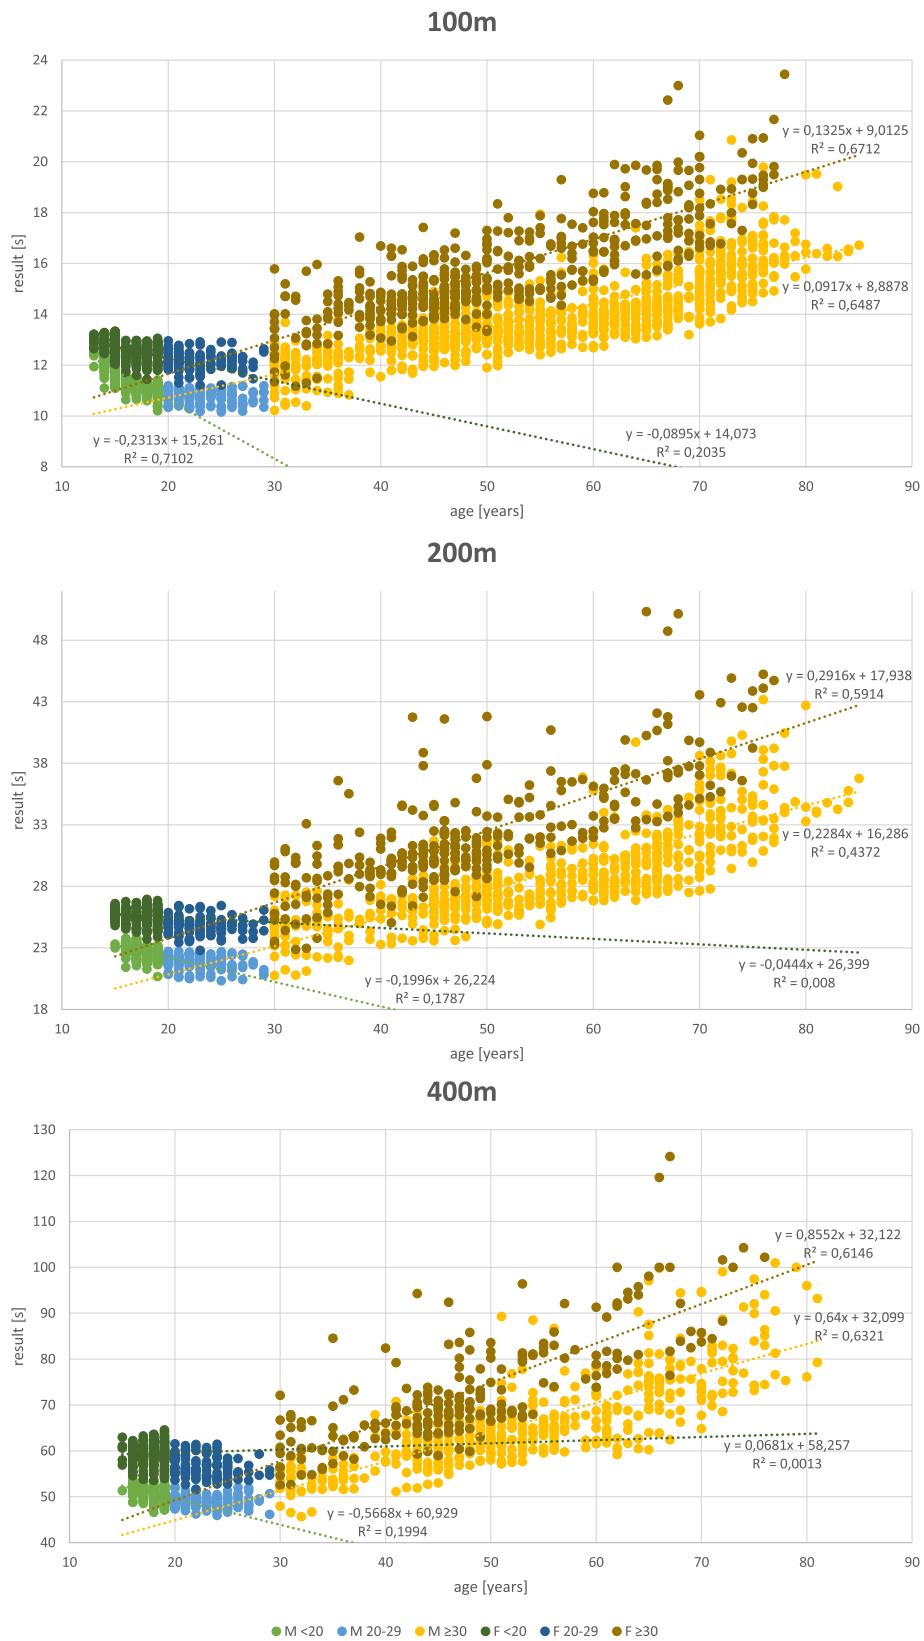 100m
24
22
20
18
16
14
12
10
8
result [s]
y = 0,1325x + 9,0125
R² = 0,6712
y = 0,0917x + 8,8878
R² = 0,6487
y = -0,2313x + 15,261
R² = 0,7102
y = -0,0895x + 14,073
R² = 0,2035
10 20 30 40 50 60 70 80 90
age [years]
200m
48
43
38
33
28
23
18
result [s]
y = 0,2916x + 17,938
R² = 0,5914
y = 0,2284x + 16,286
R² = 0,4372
y = -0,1996x + 26,224
R² = 0,1787
y = -0,0444x + 26,399
R² = 0,008
10 20 30 40 50 60 70 80 90
age [years]
400m
130
120
110
100
90
80
70
60
50
40
result [s]
y = 0,8552x + 32,122
R² = 0,6146
y = 0,64x + 32,099
R² = 0,6321
y = 0,0681x + 58,257
R² = 0,0013
y = -0,5668x + 60,929
R² = 0,1994
10 20 30 40 50 60 70 80 90
age [years]
M <20 M 20-29 M ≥30 F <20 F 20-29 F ≥30